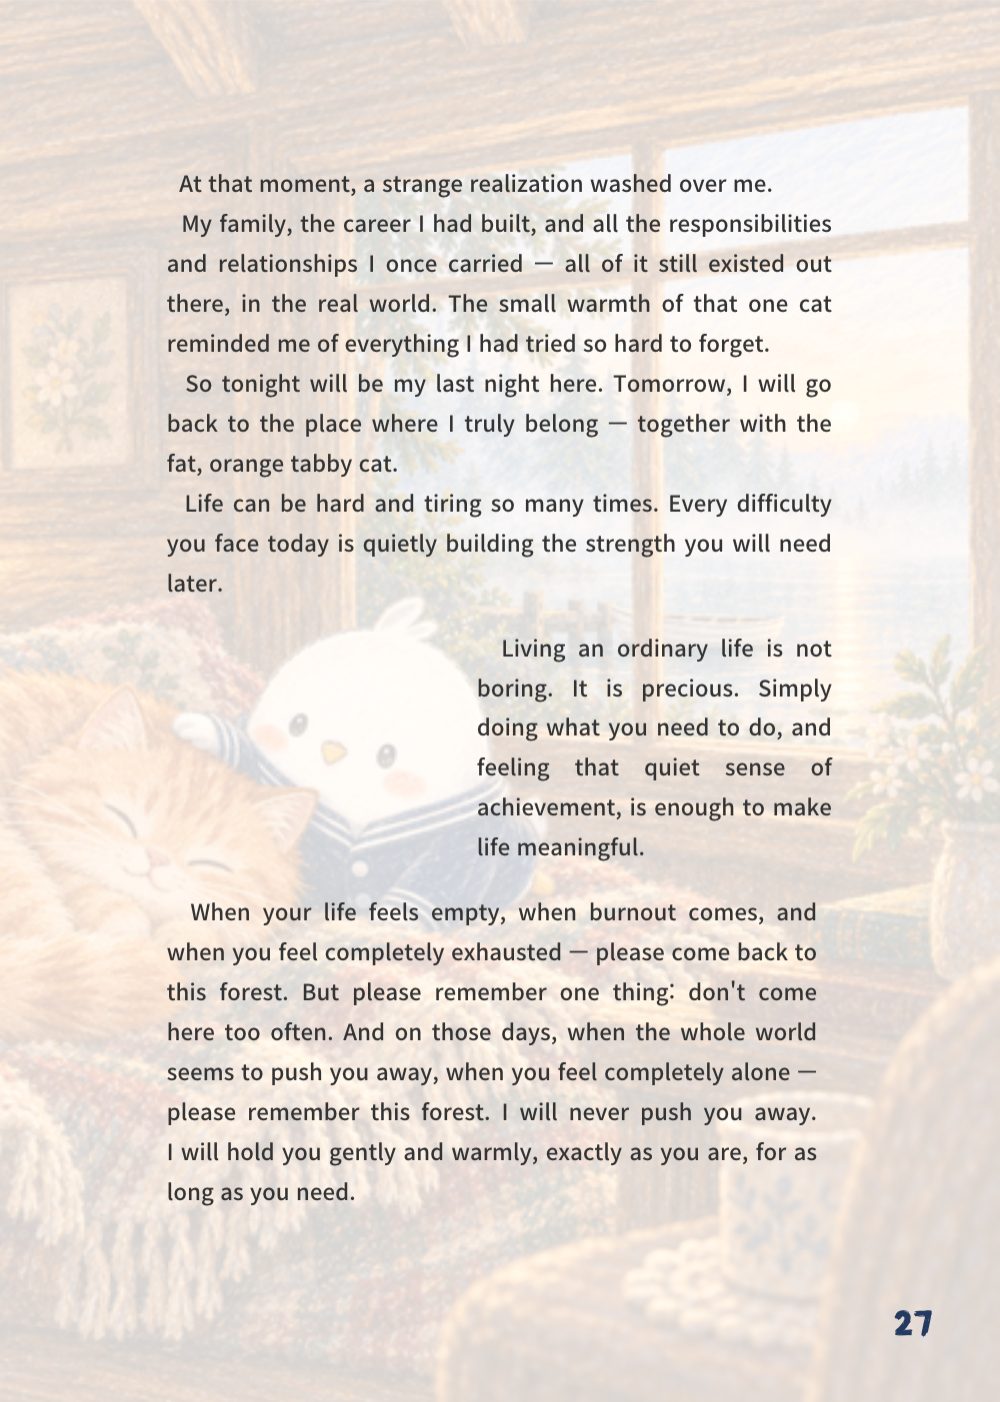 At that moment, a strange realization washed over me.
My family, the career I had built, and all the responsibilities
and relationships I once carried — all of it still existed out
there, in the real world. The small warmth of that one cat
reminded me of everything I had tried so hard to forget.
So tonight will be my last night here. Tomorrow, I will go
back to the place where I truly belong — together with the
fat, orange tabby cat.
Life can be hard and tiring so many times. Every difficulty
you face today is quietly building the strength you will need
later.
Living an ordinary life is not
boring. It is precious. Simply
doing what you need to do, and
feeling that quiet sense of
achievement, is enough to make
life meaningful.
When your life feels empty, when burnout comes, and
when you feel completely exhausted — please come back to
this forest. But please remember one thing: don't come
here too often. And on those days, when the whole world
seems to push you away, when you feel completely alone —
please remember this forest. I will never push you away.
I will hold you gently and warmly, exactly as you are, for as
long as you need.
27